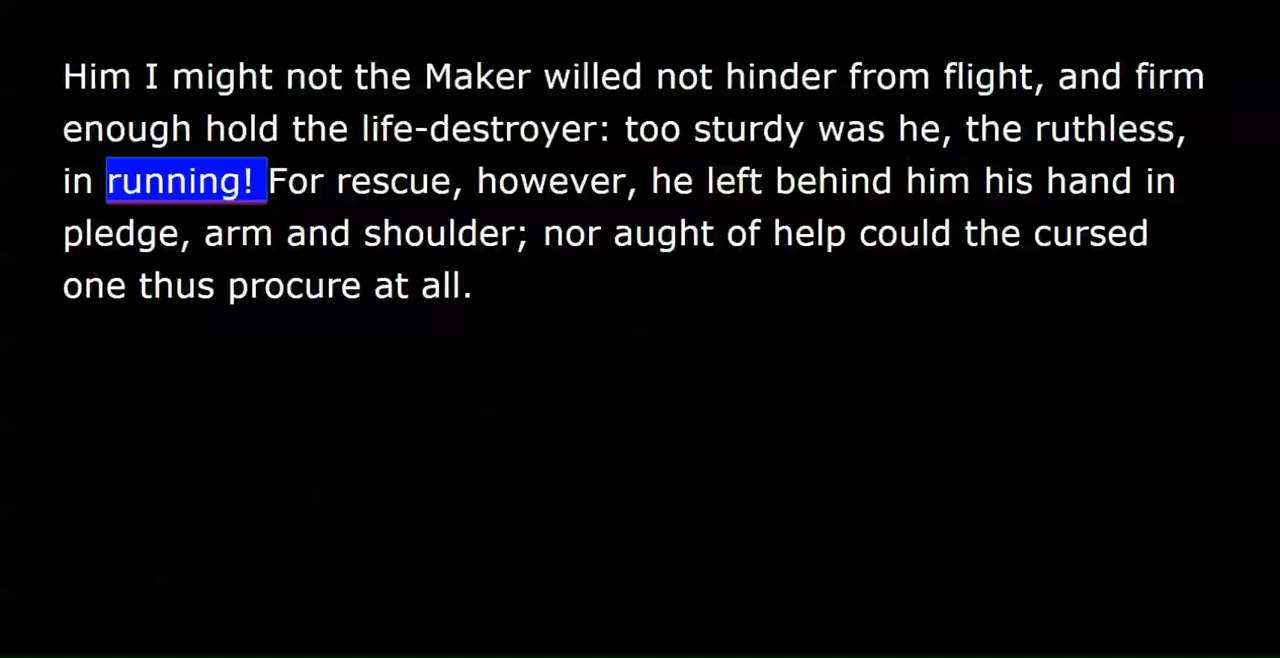 Him I might not the Maker willed not hinder from flight, and firm
enough hold the life-destroyer: too sturdy was he, the ruthless,
in running! For rescue, however, he left behind him his hand in
pledge, arm and shoulder; nor aught of help could the cursed
one thus procure at all.